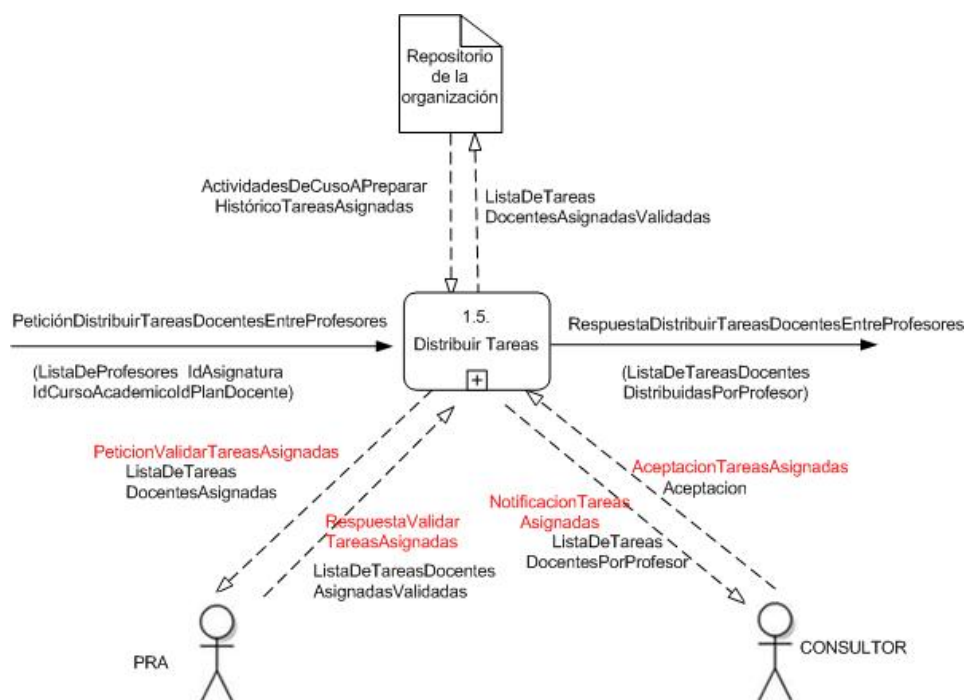 Repositorio
de la
organización
ActividadesDeCusoAPreparar
HistóricoTareasAsignadas
ListaDeTareas
DocentesAsignadasValidadas
PeticiónDistribuirTareasDocentesEntreProfesores
(ListaDeProfesores IdAsignatura
IdCursoAcademicoIdPlanDocente)
1.5.
Distribuir Tareas
+
RespuestaDistribuirTareasDocentesEntreProfesores
(ListaDeTareasDocentes
DistribuidasPorProfesor)
PeticionValidarTareasAsignadas
ListaDeTareas
DocentesAsignadas
RespuestaValidar
TareasAsignadas
ListaDeTareasDocentes
AsignadasValidadas
NotificacionTareas
Asignadas
ListaDeTareas
DocentesPorProfesor
AceptacionTareasAsignadas
Aceptacion
PRA
CONSULTOR